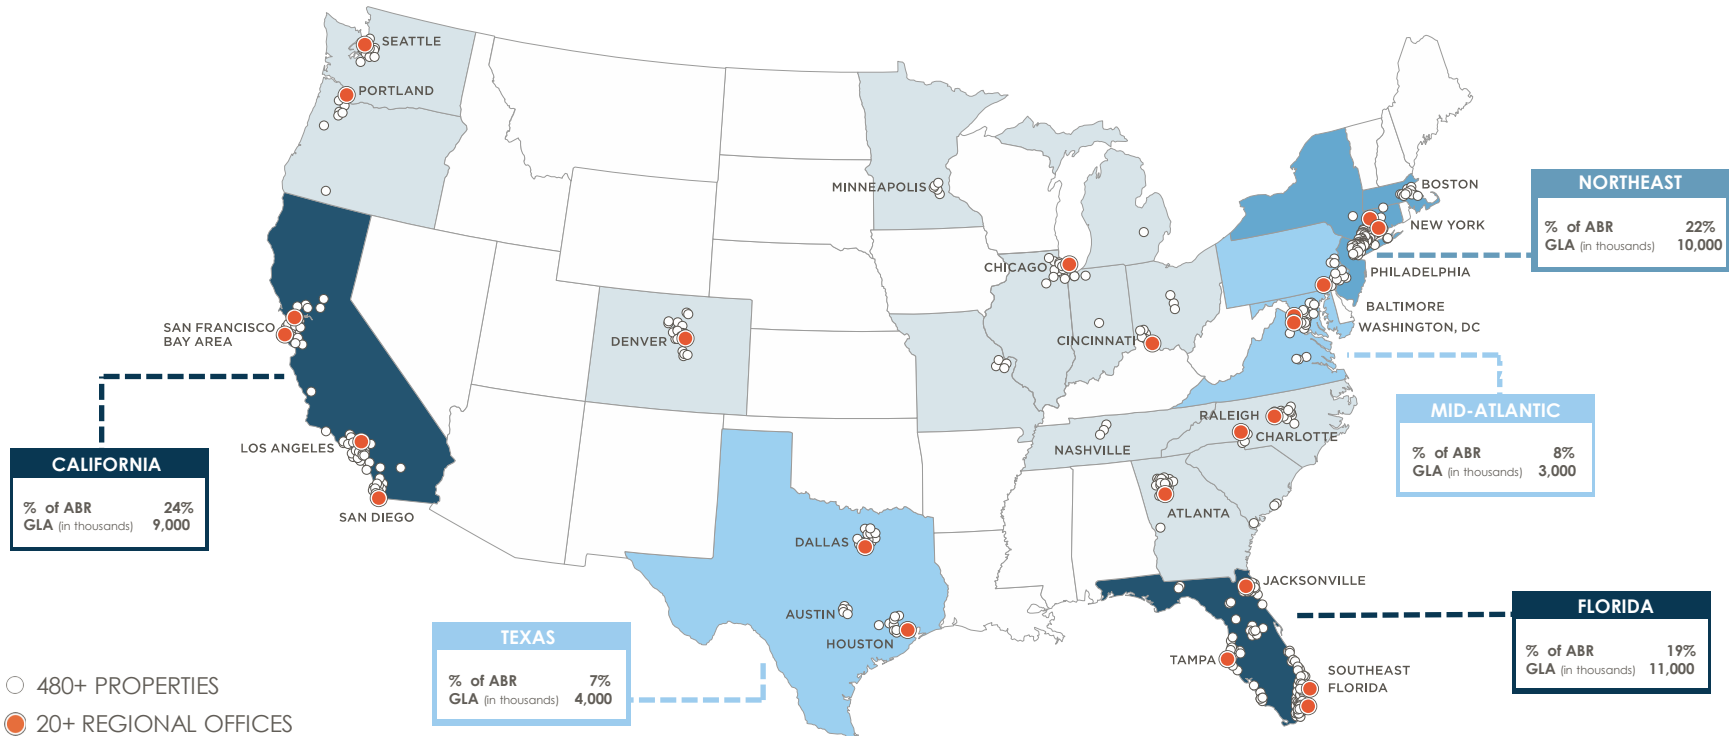 SEATTLE
PORTLAND
MINNEAPOLIS
BOSTON
NEW YORK
NORTHEAST
% of ABR 22%
GLA (in thousands) 10,000
CHICAGO
PHILADELPHIA
BALTIMORE
WASHINGTON, DC
SAN FRANCISCO
BAY AREA
DENVER
CINCINNATI
MID-ATLANTIC
% of ABR 8%
GLA (in thousands) 3,000
RALEIGH
CHARLOTTE
NASHVILLE
LOS ANGELES
CALIFORNIA
% of ABR 24%
GLA (in thousands) 9,000
SAN DIEGO
ATLANTA
DALLAS
JACKSONVILLE
AUSTIN
HOUSTON
FLORIDA
% of ABR 19%
GLA (in thousands) 11,000
TEXAS
% of ABR 7%
GLA (in thousands) 4,000
TAMPA
SOUTHEAST
FLORIDA
480+ PROPERTIES
20+ REGIONAL OFFICES